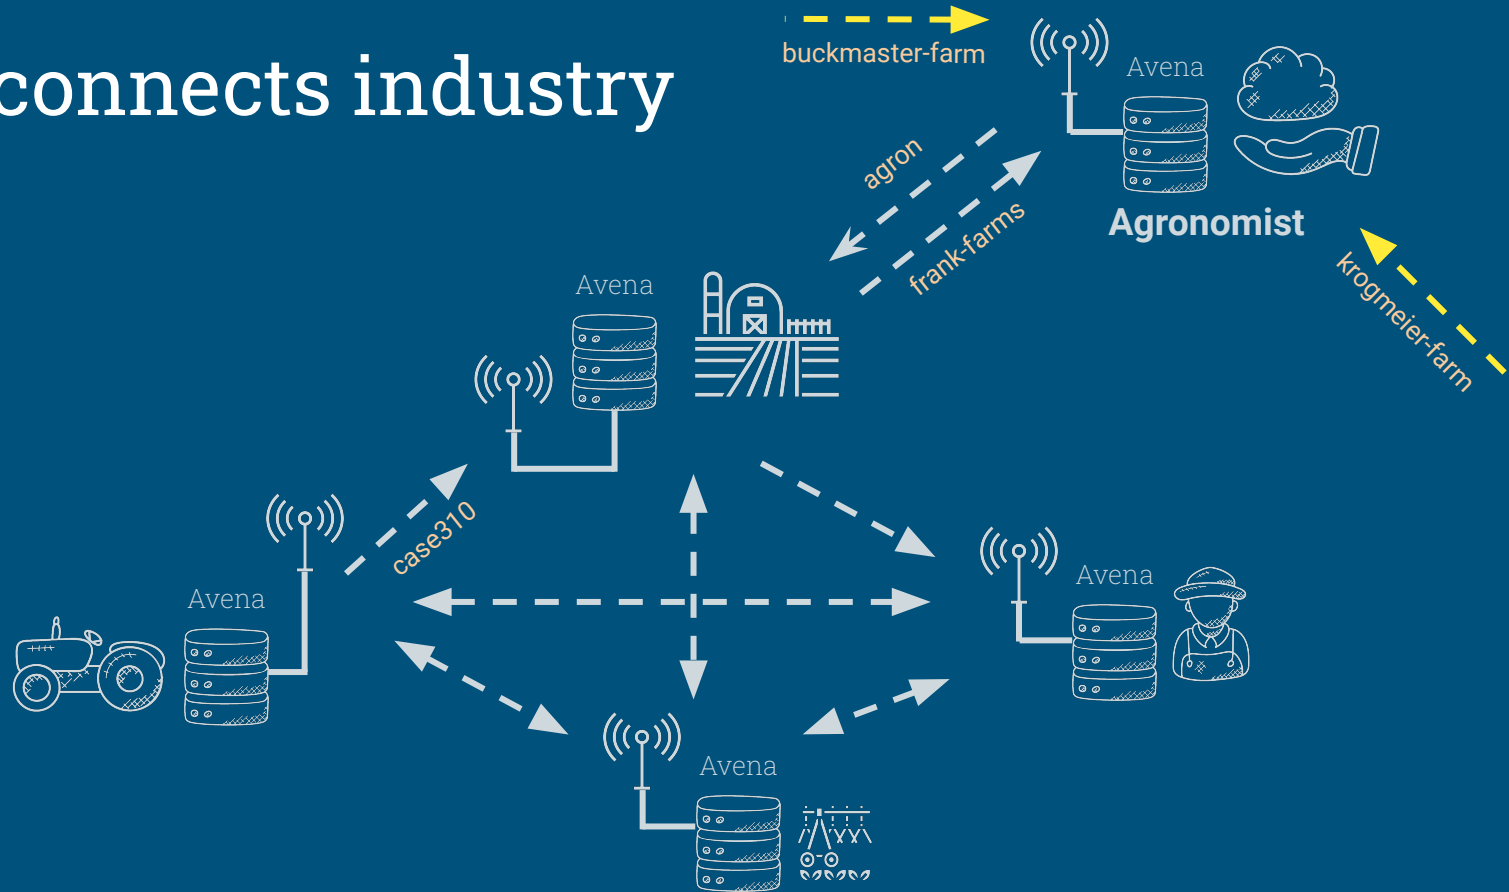 connects industry
buckmaster-farm
Avena
agron
frank-farms
Agronomist
krogmeier-farm
Avena
case310
Avena
Avena
Avena